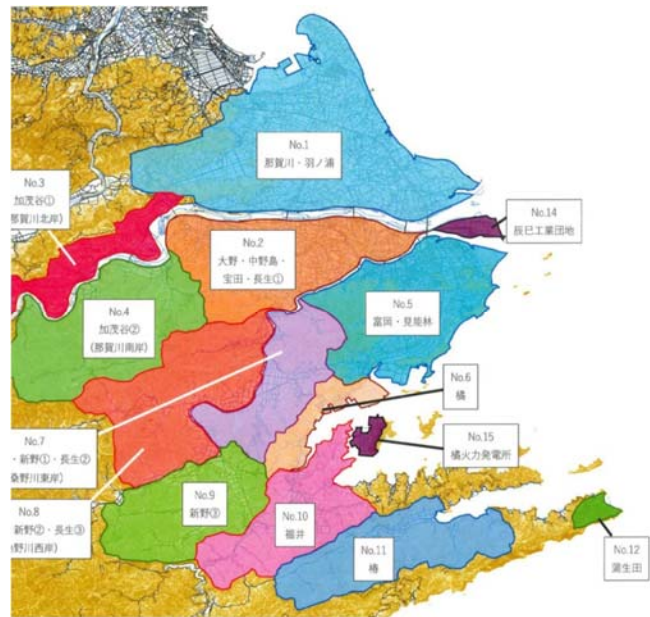 No.1
那賀川・羽ノ浦
No.3
加茂谷①
那賀川北岸)
No.14
辰巳工業団地
No.2
大野・中野島・
宝田・長生①
No.4
加茂谷②
(那賀川南岸)
No.5
富岡・見能林
No.6
橘
No.7
・新野①・長生②
桑野川東岸)
No.15
橘火力発電所
No.8
新野②・長生③
野川西岸)
No.9
新野③
No.10
福井
No.11
椿
No.12
蒲生田